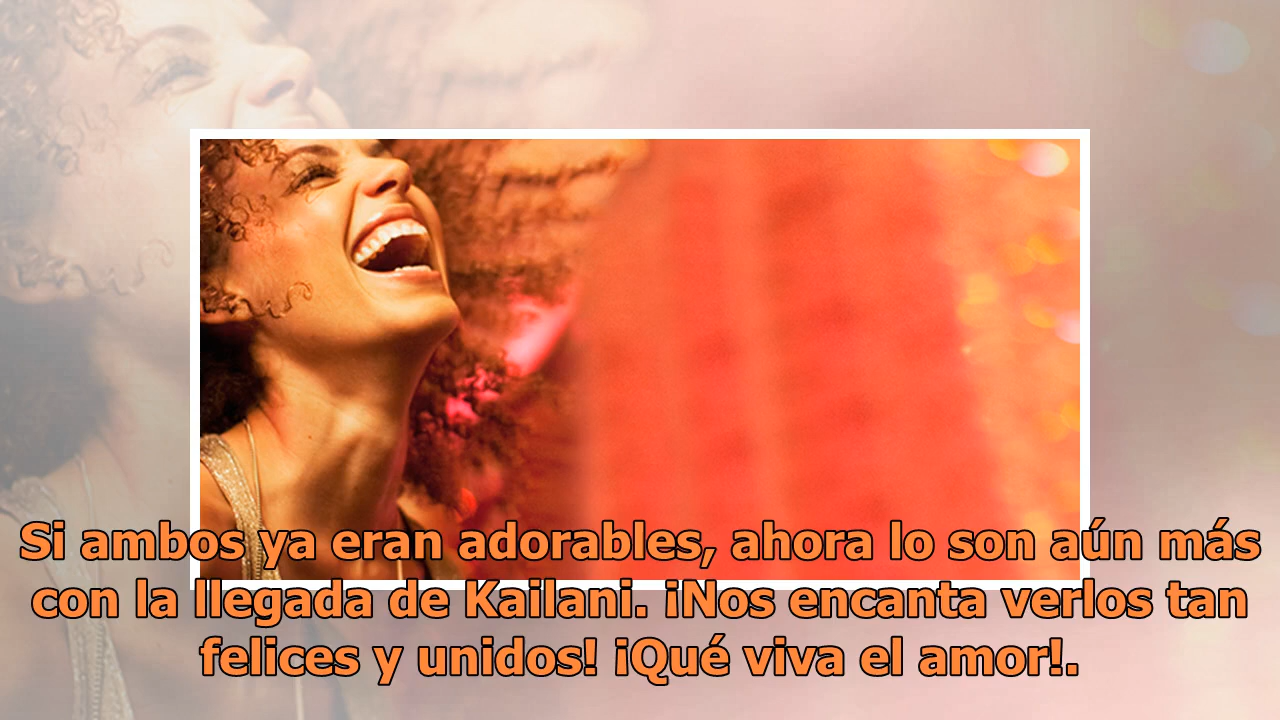 Si ambos ya eran adorables, ahora lo son aún más
con la llegada de Kailani. ¡Nos encanta verlos tan
felices y unidos! ¡Qué viva el amor!.